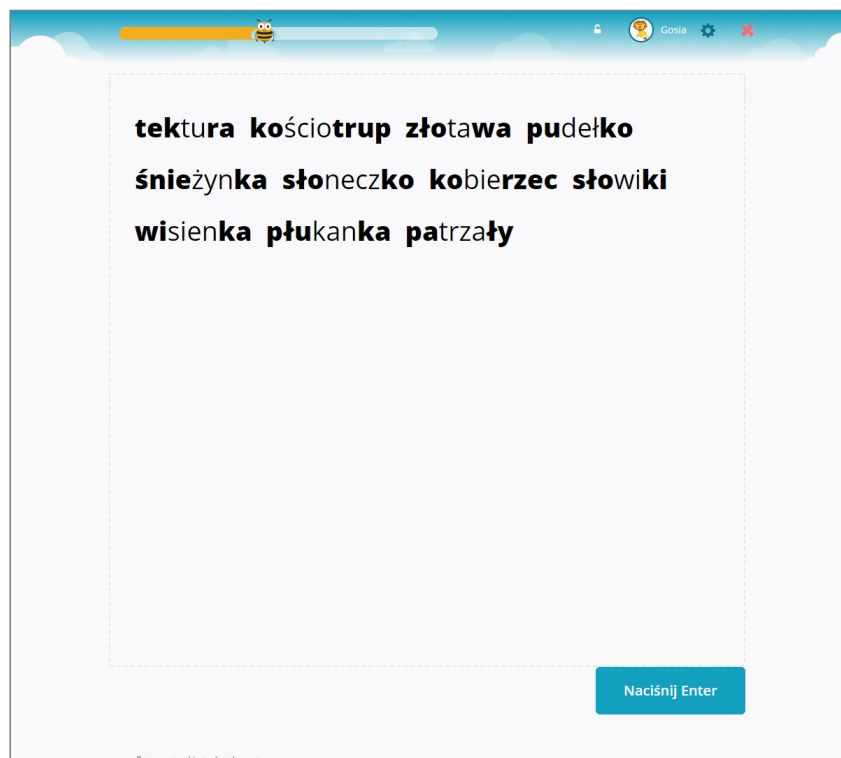 Gosia
tektura kościotrup złotawa pudełko
śnieżynka słoneczko kobierzec słowiki
wisienka płukanka patrzały
Naciśnij Enter